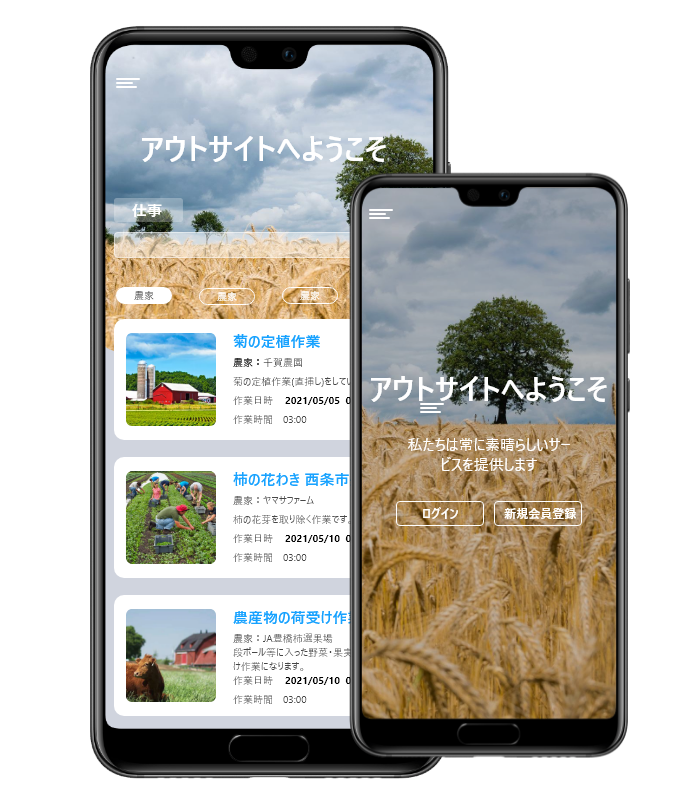 アウトサイトへようこそ
仕事
農家
農家
農家
菊の定植作業
農家：千賀農園
菊の定植作業(直挿し)をしてい
作業日時 2021/05/05 0
作業時間 03:00
柿の花わき 西条市
農家：ヤマサファーム
柿の花芽を取り除く作業です。
作業日時 2021/05/10 0
作業時間 03:00
農産物の荷受け作業
農家：JA豊橋柿選果場
段ボール等に入った野菜・果実
け作業になります。
作業日時 2021/05/10 0
作業時間 03:00
アウトサイトへようこそ
私たちは常に素晴らしいサー
ビスを提供します
ログイン
新規会員登録